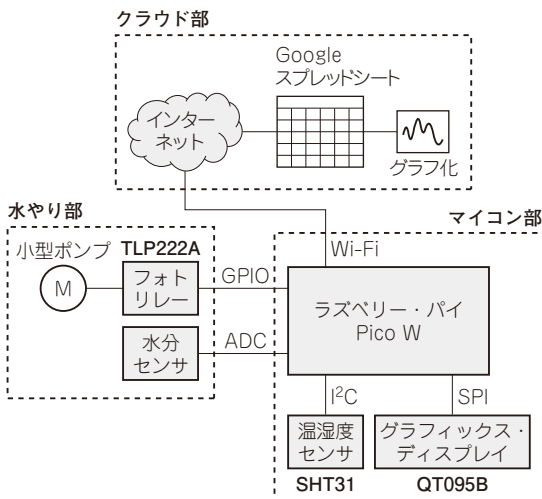 クラウド部
Google
スプレッドシート
インター
ネット
グラフ化
水やり部
マイコン部
小型ポンプ
TLP222A
Wi-Fi
M
フォト
リレー
GPIO
ラズベリー・パイ
Pico W
水分
センサ
ADC
I²C
SPI
温湿度
センサ
グラフィックス・
ディスプレイ
SHT31
QT095B